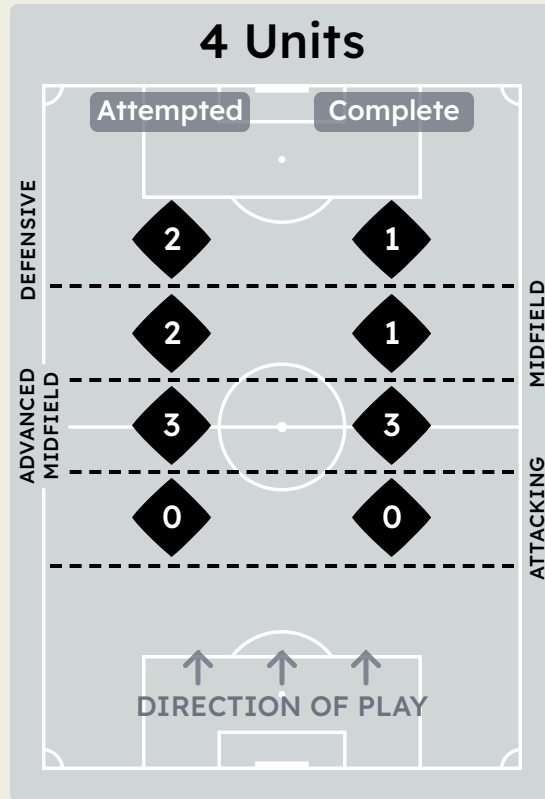 4 Units
Attempted
Complete
DEFENSIVE
2
1
MIDFIELD
2
1
ADVANCED
MIDFIELD
3
3
ATTACKING
0
0
DIRECTION OF PLAY